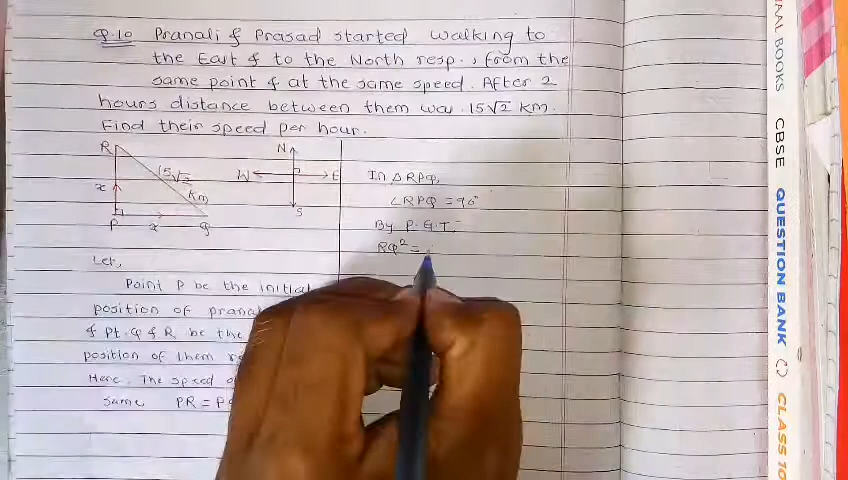 Q.10 Pranali & Prasad started walking to
the East & to the North resp., from the
same point & at the same speed. After 2
hours distance between them was 15√2 km.
Find their speed per hour.
R
15√2
km
x
P
x
Q
N
W
E
S
Let,
Point P be the initial
position of prana
& pt. Q & R be the
position of them
Here, The speed
same PR = P
In △RPQ,
∠RPQ = 90°
By P.G.T.
RQ² =
NAAL BOOKS
CBSE
QUESTION BANK
CLASS 10